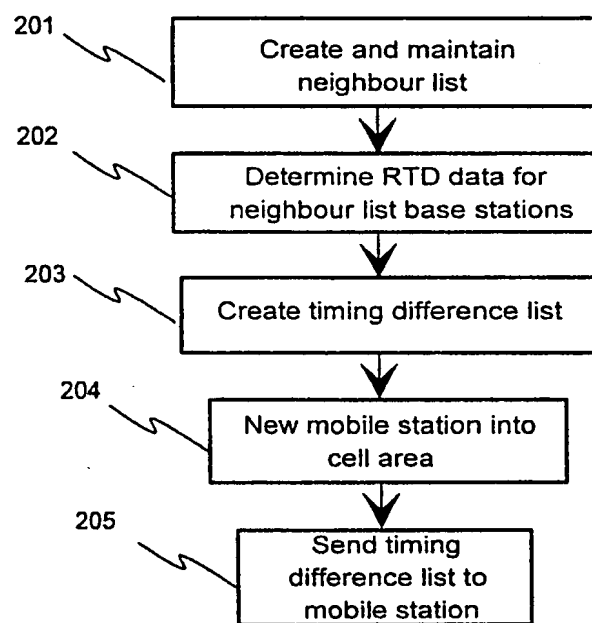 201
Create and maintain
neighbour list
202
Determine RTD data for
neighbour list base stations
203
Create timing difference list
204
New mobile station into
cell area
205
Send timing
difference list to
mobile station